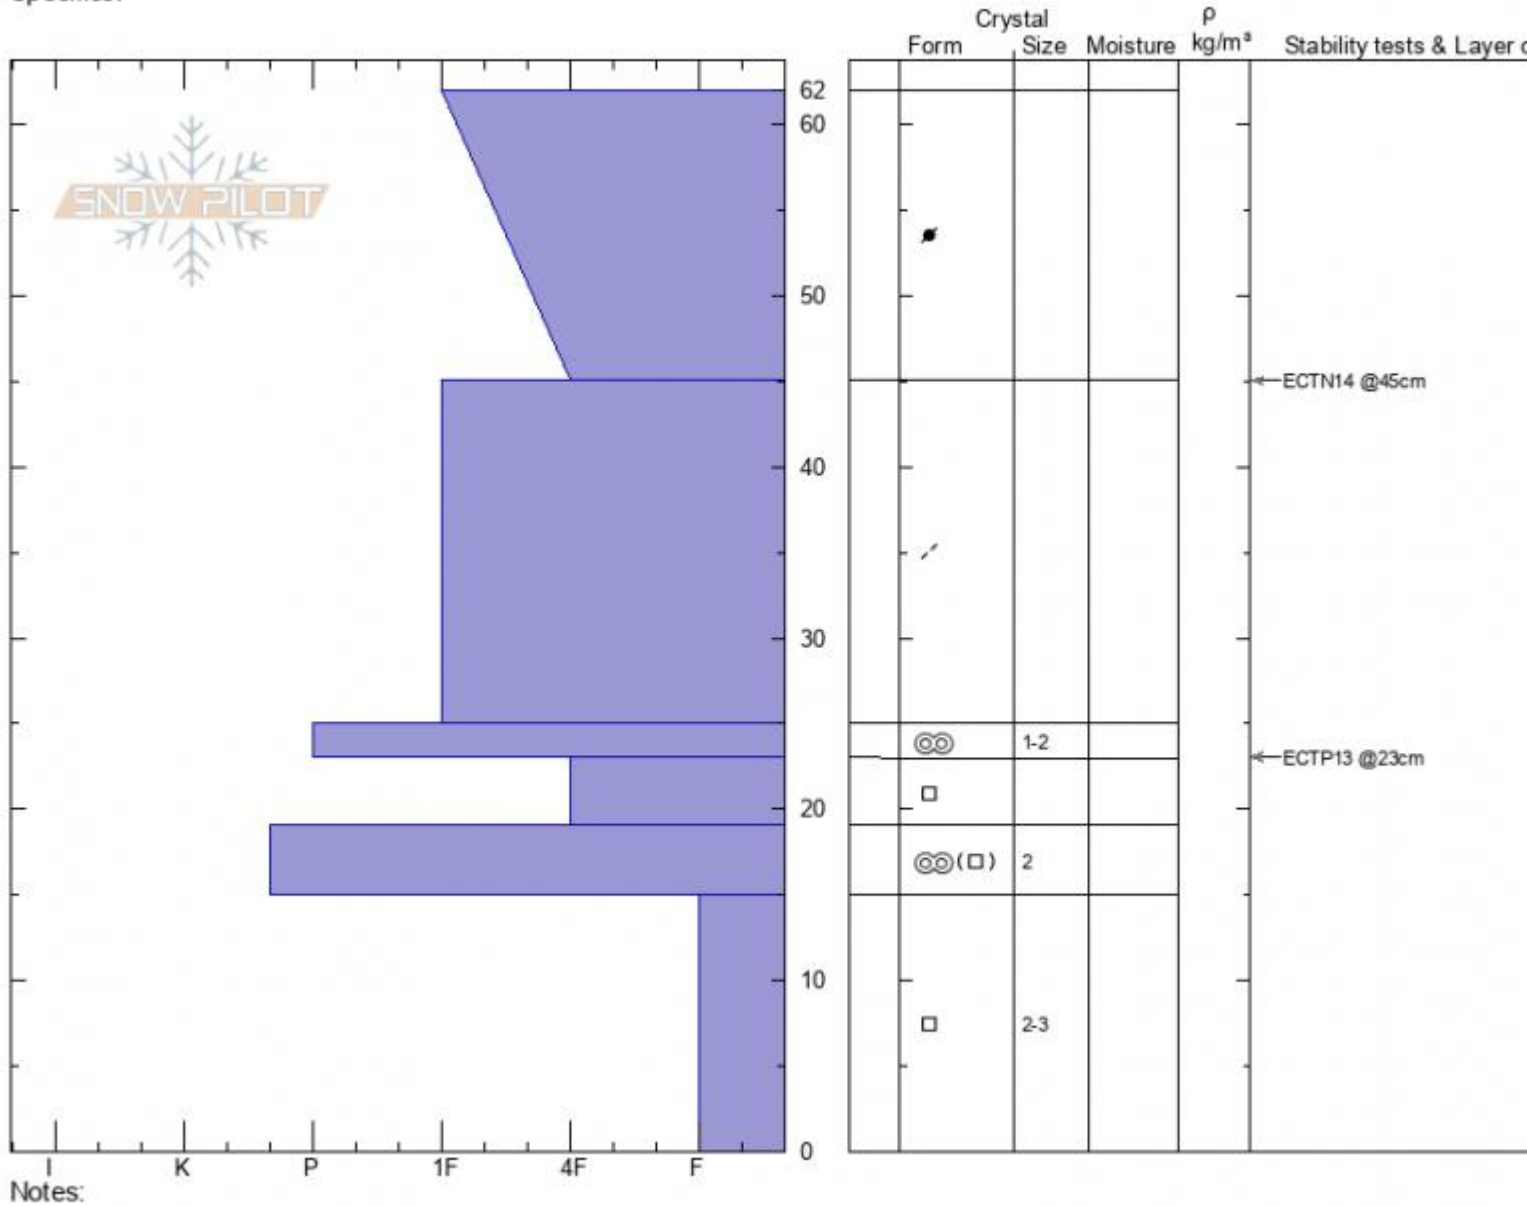 Crystal
ρ
Form Size Moisture kg/m³ Stability tests & Layer
62
60
SNOW PILOT
50
ECTN14 @45cm
40
30
1-2
ECTP13 @23cm
20
( ) 2
10
2-3
0
I K P 1F 4F F
Notes: